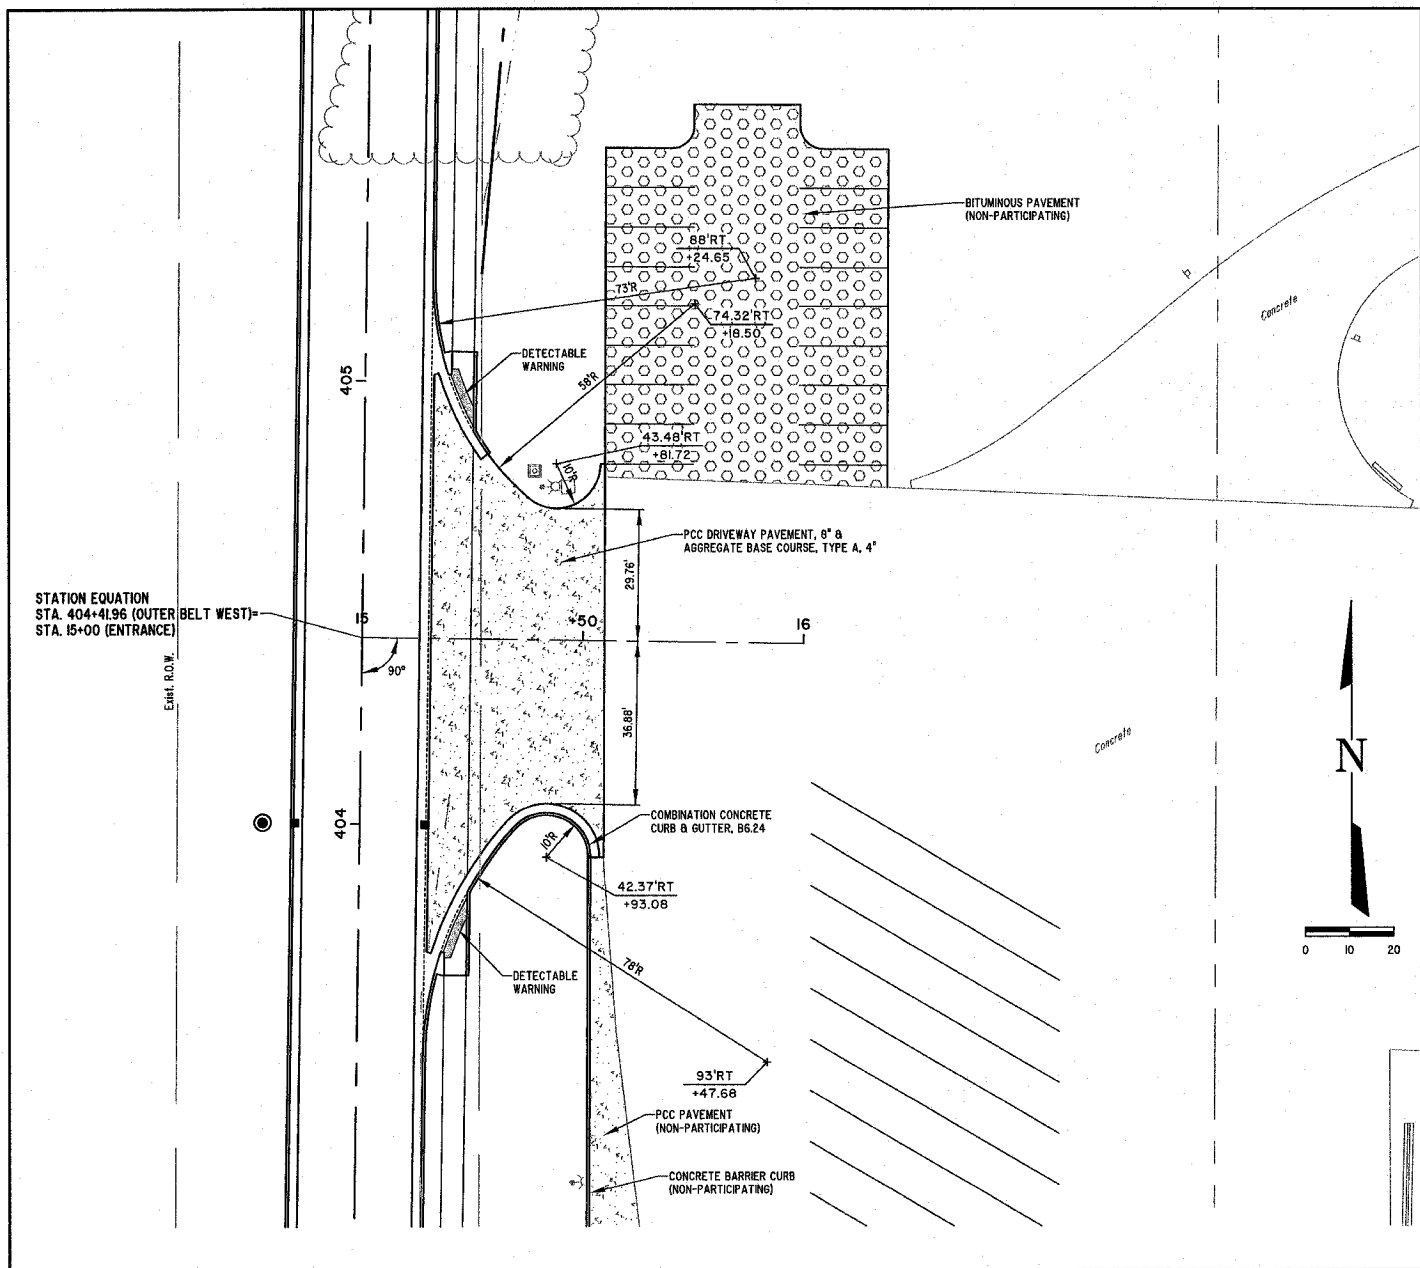 BITUMINOUS PAVEMENT
(NON-PARTICIPATING)
88'RT
+24.65
73'R
74.32'RT
+18.50
Concrete
DETECTABLE
WARNING
58'R
405
43.48'RT
+81.72
10'R
PCC DRIVEWAY PAVEMENT, 8" &
AGGREGATE BASE COURSE, TYPE A, 4"
29.76'
STATION EQUATION
STA. 404+41.96 (OUTER BELT WEST)=
STA. 15+00 (ENTRANCE)
15
+50
16
90°
Exist. R.O.W.
36.88'
Concrete
N
404
COMBINATION CONCRETE
CURB & GUTTER, B6.24
10'R
42.37'RT
+93.08
0 10 20
78'R
DETECTABLE
WARNING
93'RT
+47.68
PCC PAVEMENT
(NON-PARTICIPATING)
CONCRETE BARRIER CURB
(NON-PARTICIPATING)